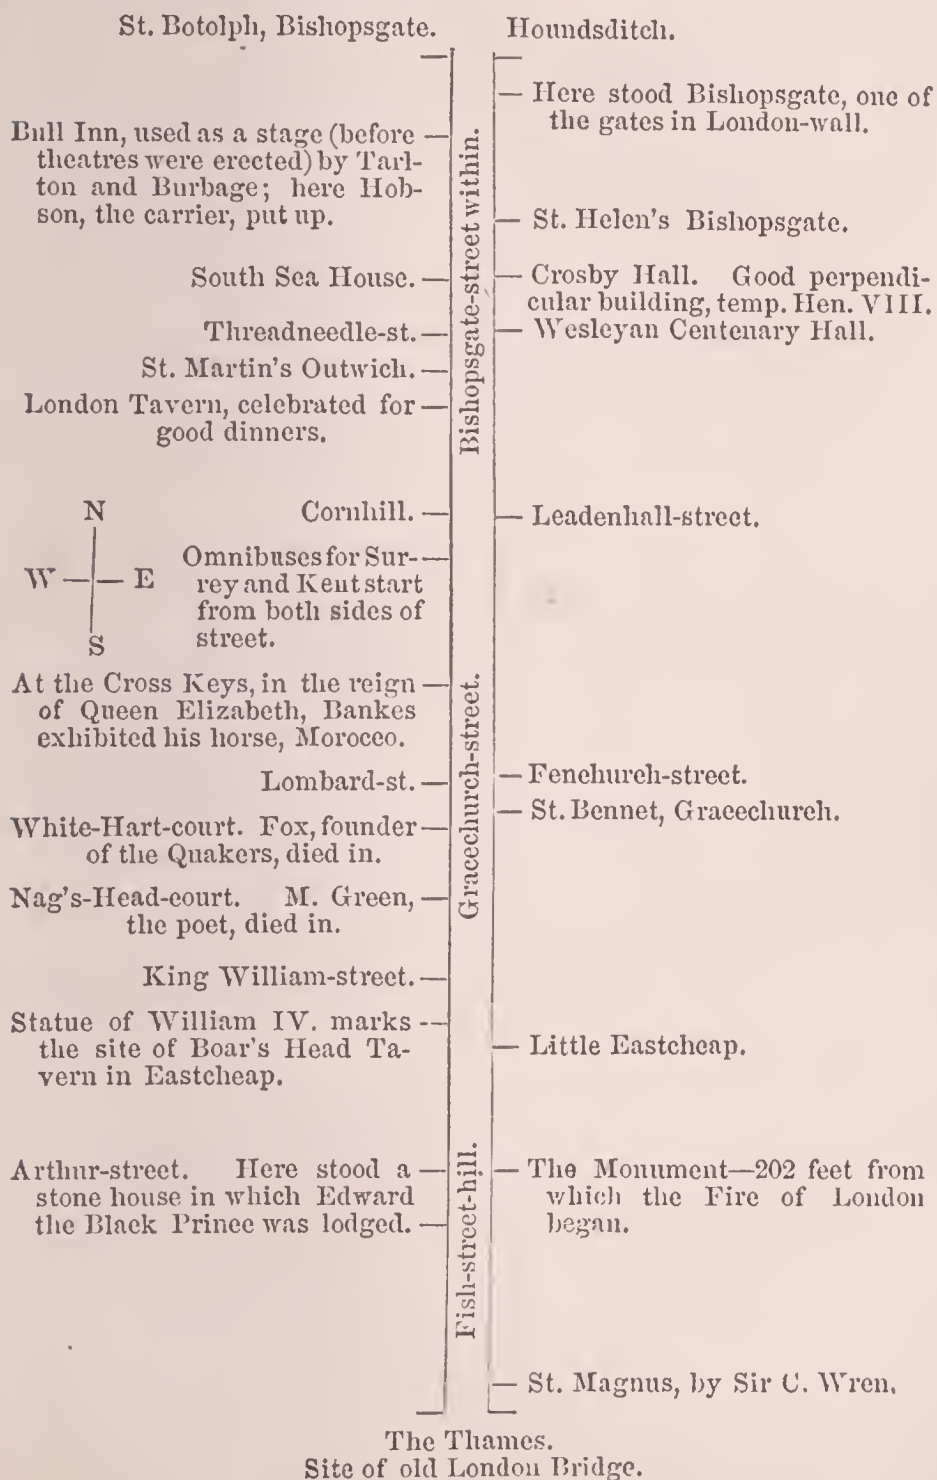 St. Botolph, Bishopsgate.
Houndsditch.
Here stood Bishopsgate, one of
the gates in London-wall.
Bull Inn, used as a stage (before
theatres were erected) by Tarl-
ton and Burbage; here Hob-
son, the carrier, put up.
St. Helen's Bishopsgate.
South Sea House.
Crosby Hall. Good perpendi-
cular building, temp. Hen. VIII.
Threadneedle-st.
Wesleyan Centenary Hall.
St. Martin's Outwich.
London Tavern, celebrated for
good dinners.
Bishopsgate-street within.
Cornhill.
Leadenhall-street.
N
W
E
S
Omnibuses for Sur-
rey and Kent start
from both sides of
street.
At the Cross Keys, in the reign
of Queen Elizabeth, Bankes
exhibited his horse, Morocco.
Gracechurch-street.
Lombard-st.
Fenchurch-street.
St. Bennet, Gracechurch.
White-Hart-court. Fox, founder
of the Quakers, died in.
Nag's-Head-court. M. Green,
the poet, died in.
King William-street.
Statue of William IV. marks
the site of Boar's Head Ta-
vern in Eastcheap.
Little Eastcheap.
Arthur-street. Here stood a
stone house in which Edward
the Black Prince was lodged.
Fish-street-hill.
The Monument—202 feet from
which the Fire of London
began.
St. Magnus, by Sir C. Wren.
The Thames.
Site of old London Bridge.